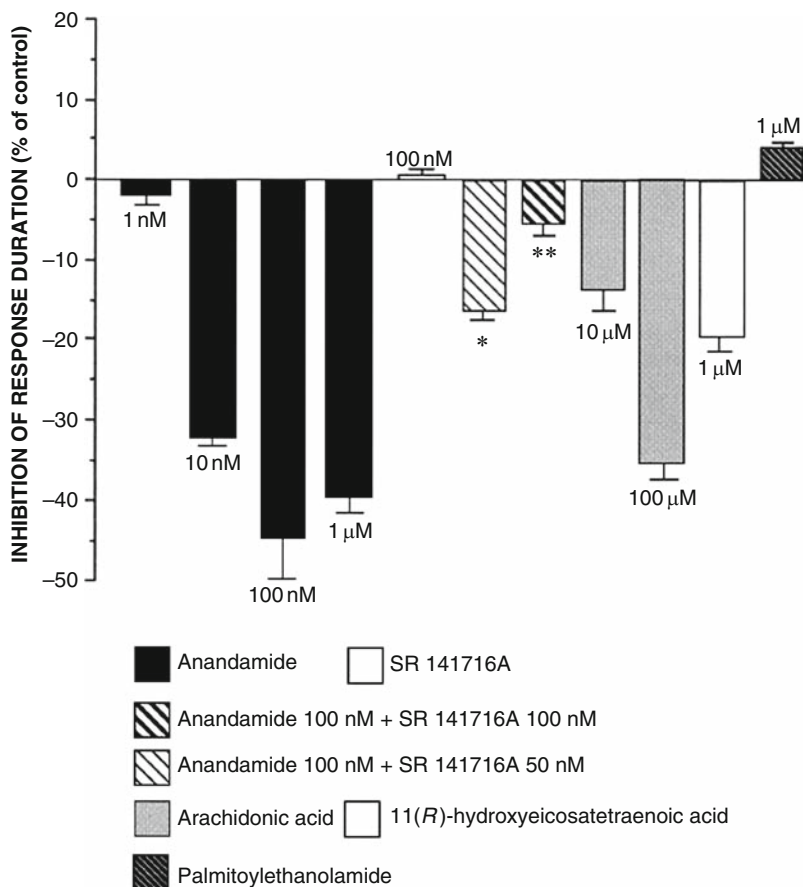 INHIBITION OF RESPONSE DURATION (% of control)
20
10
0
–10
–20
–30
–40
–50
1 nM
10 nM
100 nM
1 µM
100 nM
*
**
10 µM
100 µM
1 µM
1 µM
Anandamide
SR 141716A
Anandamide 100 nM + SR 141716A 100 nM
Anandamide 100 nM + SR 141716A 50 nM
Arachidonic acid
11(R)-hydroxyeicosatetraenoic acid
Palmitoylethanolamide